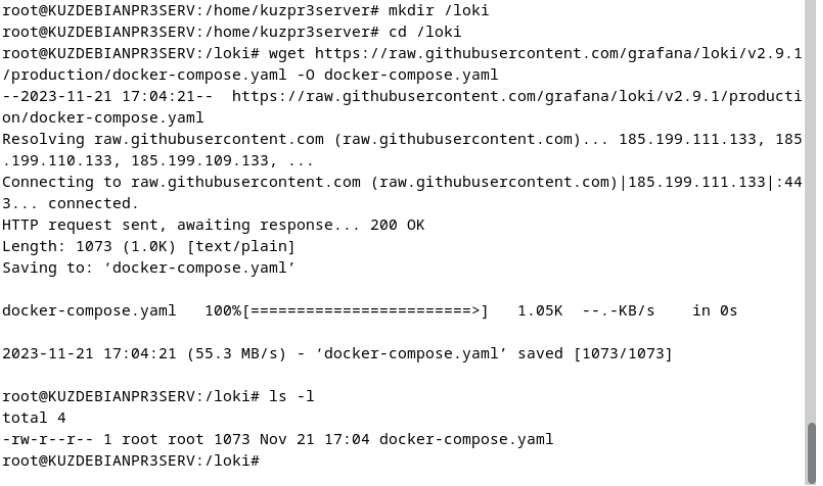 root@KUZDEBIANPR3SERV:/home/kuzpr3server# mkdir /loki
root@KUZDEBIANPR3SERV:/home/kuzpr3server# cd /loki
root@KUZDEBIANPR3SERV:/loki# wget https://raw.githubusercontent.com/grafana/loki/v2.9.1
/production/docker-compose.yaml -O docker-compose.yaml
--2023-11-21 17:04:21--  https://raw.githubusercontent.com/grafana/loki/v2.9.1/producti
on/docker-compose.yaml
Resolving raw.githubusercontent.com (raw.githubusercontent.com)... 185.199.111.133, 185
.199.110.133, 185.199.109.133, ...
Connecting to raw.githubusercontent.com (raw.githubusercontent.com)|185.199.111.133|:44
3... connected.
HTTP request sent, awaiting response... 200 OK
Length: 1073 (1.0K) [text/plain]
Saving to: ‘docker-compose.yaml’
docker-compose.yaml   100%[========================>]   1.05K  --.-KB/s    in 0s
2023-11-21 17:04:21 (55.3 MB/s) - ‘docker-compose.yaml’ saved [1073/1073]
root@KUZDEBIANPR3SERV:/loki# ls -l
total 4
-rw-r--r-- 1 root root 1073 Nov 21 17:04 docker-compose.yaml
root@KUZDEBIANPR3SERV:/loki#